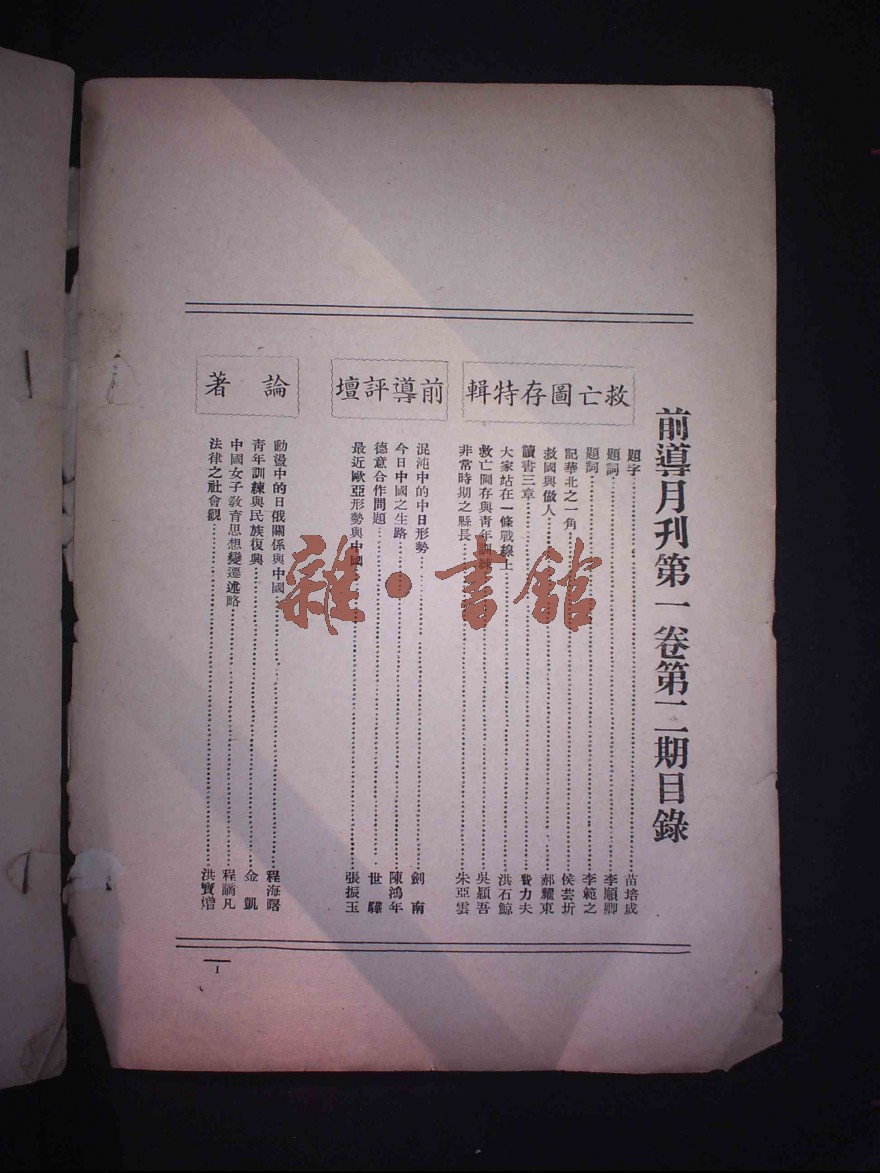 前導月刊第一卷第二期目錄
救亡圖存特輯
題字……苗培成
題詞……李順卿
題詞……李範之
記華北之一角……侯芸圻
救國與做人……郝耀東
讀書三章……費力夫
大家站在一條戰線上……洪石鯨
救亡圖存與青年訓練……吳顥吾
非常時期之縣長……朱亞雲
前導評壇
混沌中的中日形勢……劍南
今日中國之生路……陳鴻年
德意合作問題……世驛
最近歐亞形勢與中國……張振玉
論著
動盪中的日俄關係與中國……程海曙
青年訓練與民族復興……金凱
中國女子教育思想變遷述略……程謫凡
法律之社會觀……洪寶熷
1
雜·書館